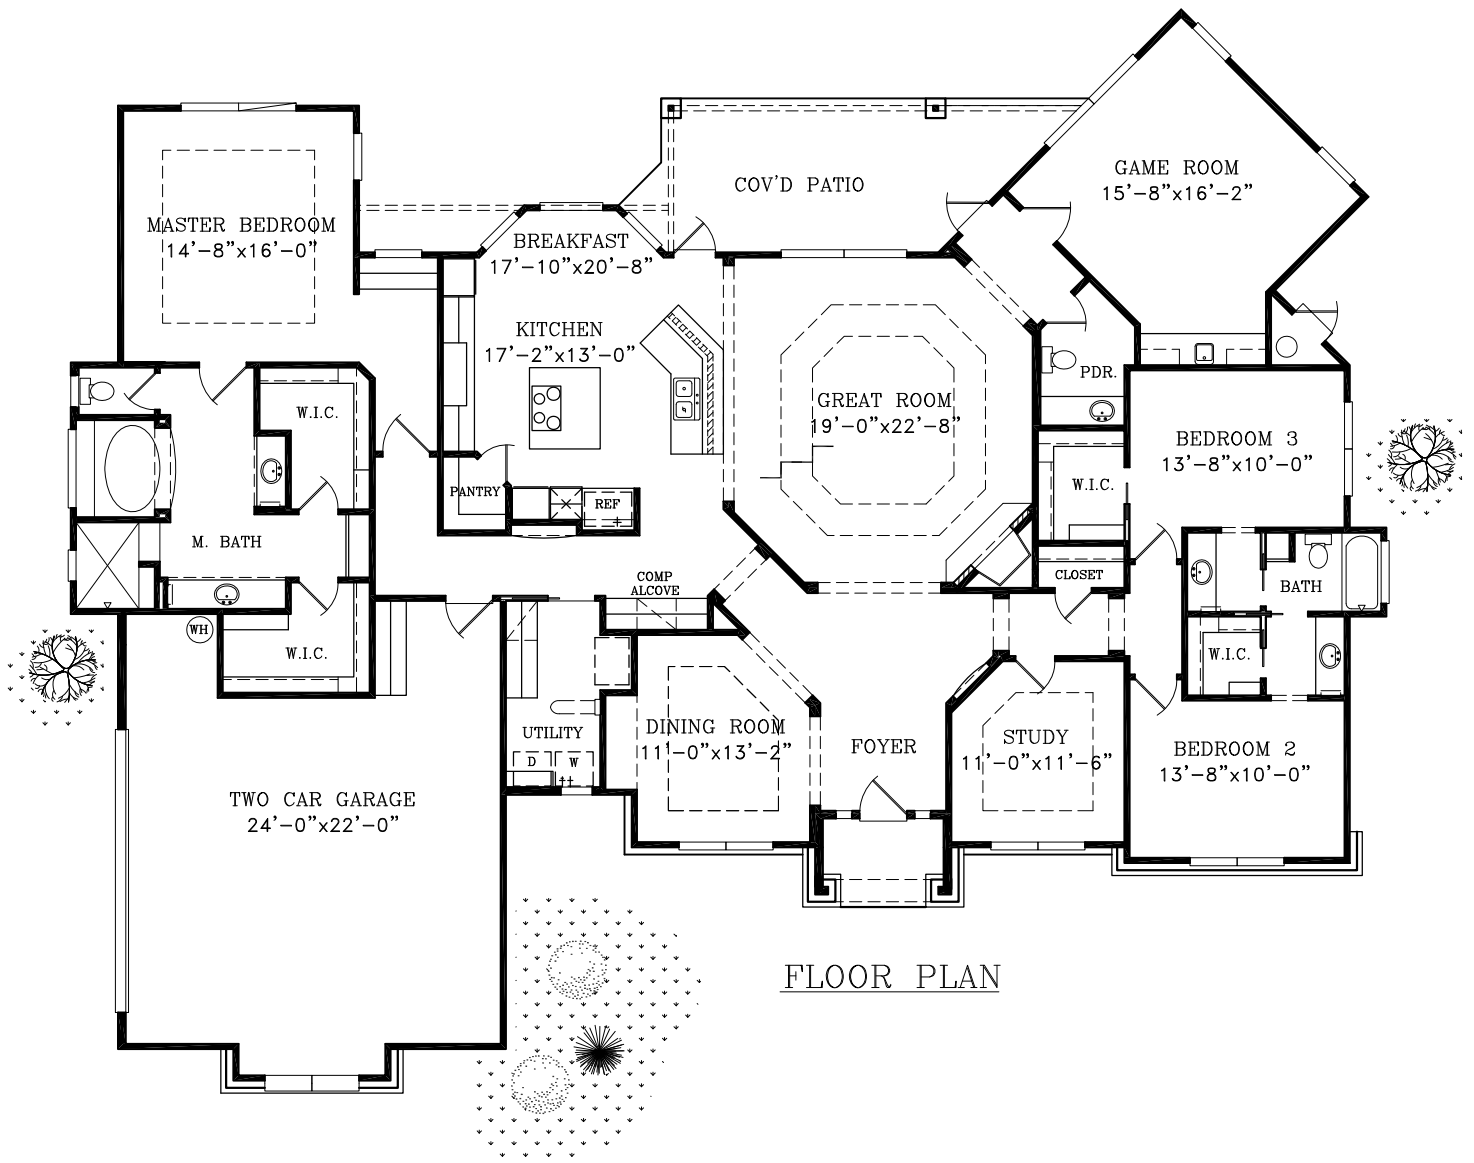 GAME ROOM
15'-8"x16'-2"
COV'D PATIO
MASTER BEDROOM
14'-8"x16'-0"
BREAKFAST
17'-10"x20'-8"
KITCHEN
17'-2"x13'-0"
PDR.
GREAT ROOM
19'-0"x22'-8"
W.I.C.
BEDROOM 3
13'-8"x10'-0"
W.I.C.
PANTRY
REF
M. BATH
COMP
ALCOVE
CLOSET
BATH
WH
W.I.C.
W.I.C.
UTILITY
D
W
DINING ROOM
11'-0"x13'-2"
FOYER
STUDY
11'-0"x11'-6"
BEDROOM 2
13'-8"x10'-0"
TWO CAR GARAGE
24'-0"x22'-0"
FLOOR PLAN